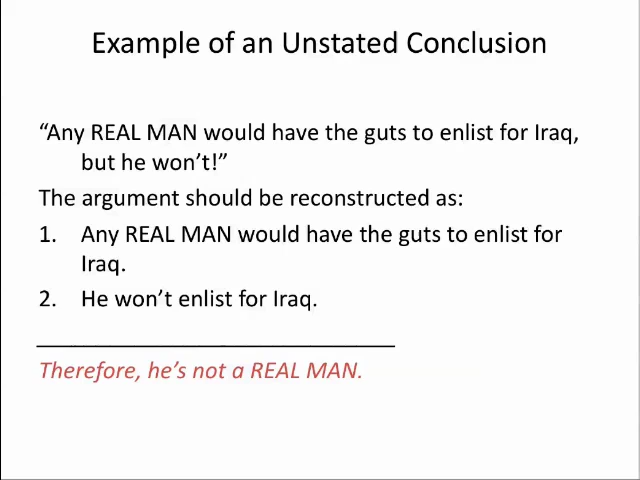 Example of an Unstated Conclusion
“Any REAL MAN would have the guts to enlist for Iraq,
but he won’t!”
The argument should be reconstructed as:
1. Any REAL MAN would have the guts to enlist for
Iraq.
2. He won’t enlist for Iraq.
Therefore, he’s not a REAL MAN.